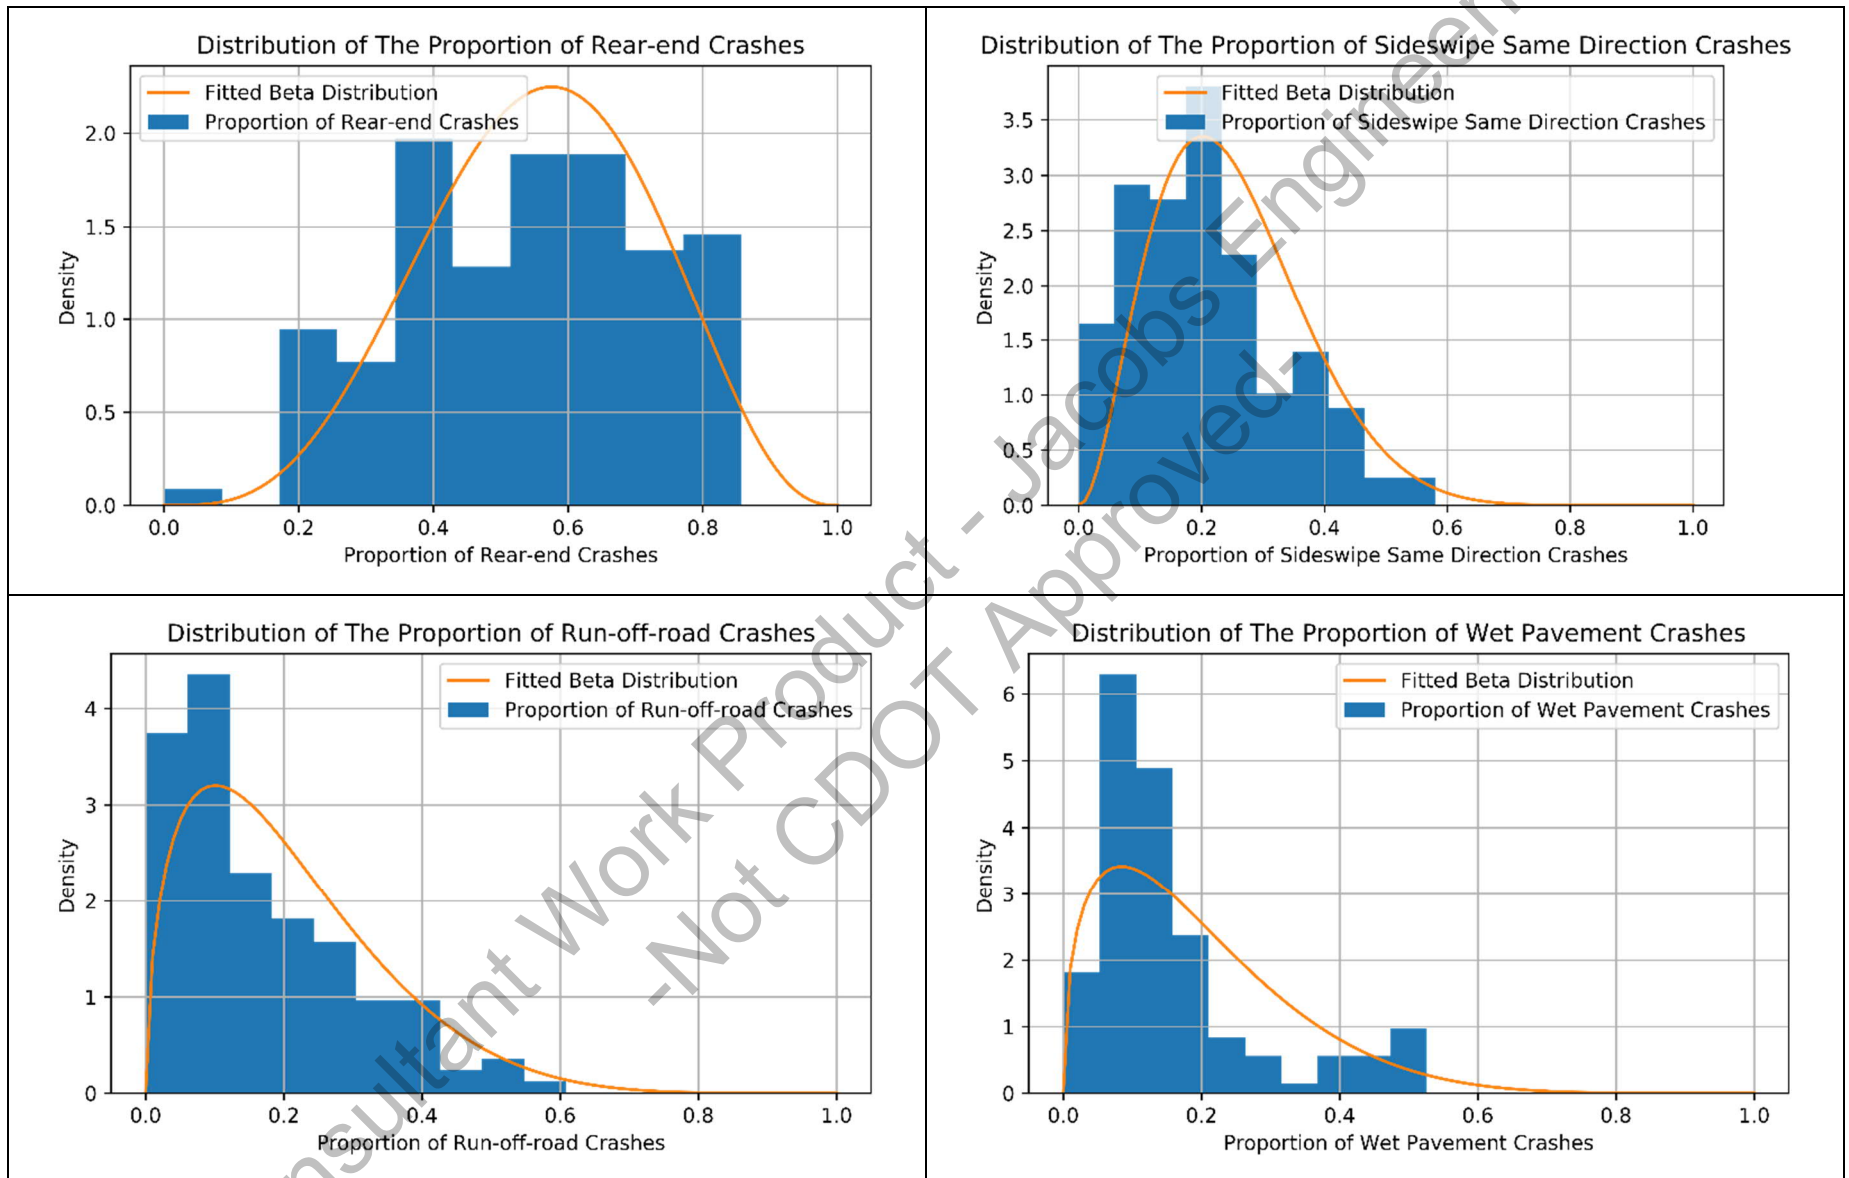 Distribution of The Proportion of Rear-end Crashes
Fitted Beta Distribution
Proportion of Rear-end Crashes
Density
2.0
1.5
1.0
0.5
0.0
0.0 0.2 0.4 0.6 0.8 1.0
Proportion of Rear-end Crashes
Distribution of The Proportion of Sideswipe Same Direction Crashes
Fitted Beta Distribution
Proportion of Sideswipe Same Direction Crashes
Density
3.5
3.0
2.5
2.0
1.5
1.0
0.5
0.0
0.0 0.2 0.4 0.6 0.8 1.0
Proportion of Sideswipe Same Direction Crashes
Distribution of The Proportion of Run-off-road Crashes
Fitted Beta Distribution
Proportion of Run-off-road Crashes
Density
4
3
2
1
0
0.0 0.2 0.4 0.6 0.8 1.0
Proportion of Run-off-road Crashes
Distribution of The Proportion of Wet Pavement Crashes
Fitted Beta Distribution
Proportion of Wet Pavement Crashes
Density
6
5
4
3
2
1
0
0.0 0.2 0.4 0.6 0.8 1.0
Proportion of Wet Pavement Crashes
Work Product - Jacobs
-Not CDOT Approved-